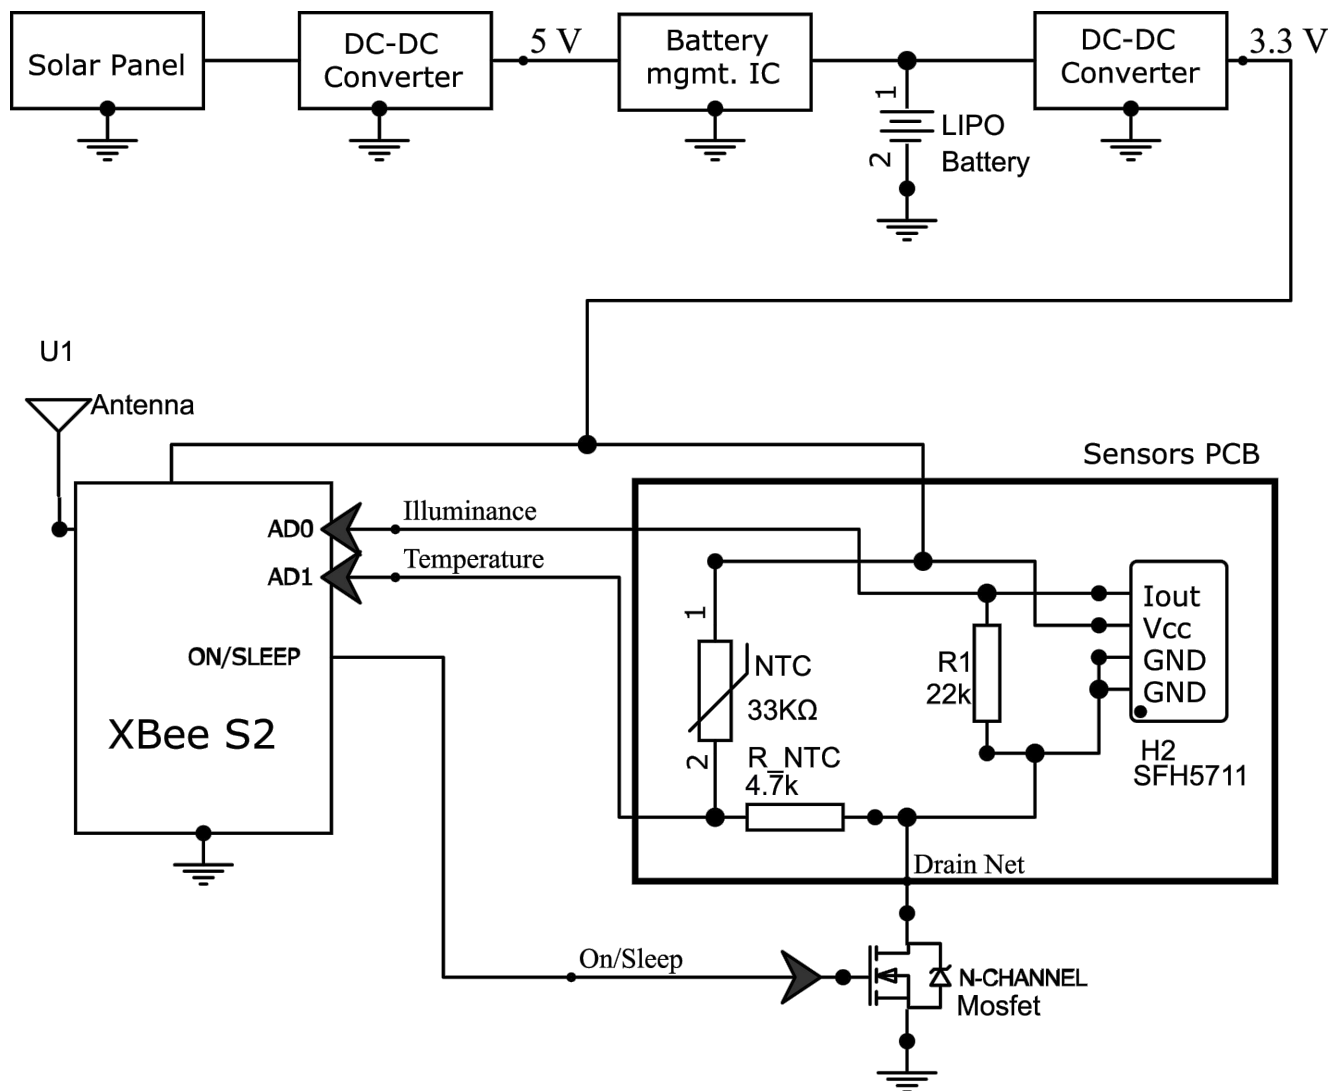 Solar Panel
DC-DC
Converter
5 V
Battery
mgmt. IC
DC-DC
Converter
3.3 V
1
2
LIPO
Battery
U1
Antenna
Sensors PCB
AD0
Illuminance
AD1
Temperature
ON/SLEEP
XBee S2
1
NTC
33KΩ
2
R_NTC
4.7k
R1
22k
Iout
Vcc
GND
GND
H2
SFH5711
Drain Net
On/Sleep
N-CHANNEL
Mosfet